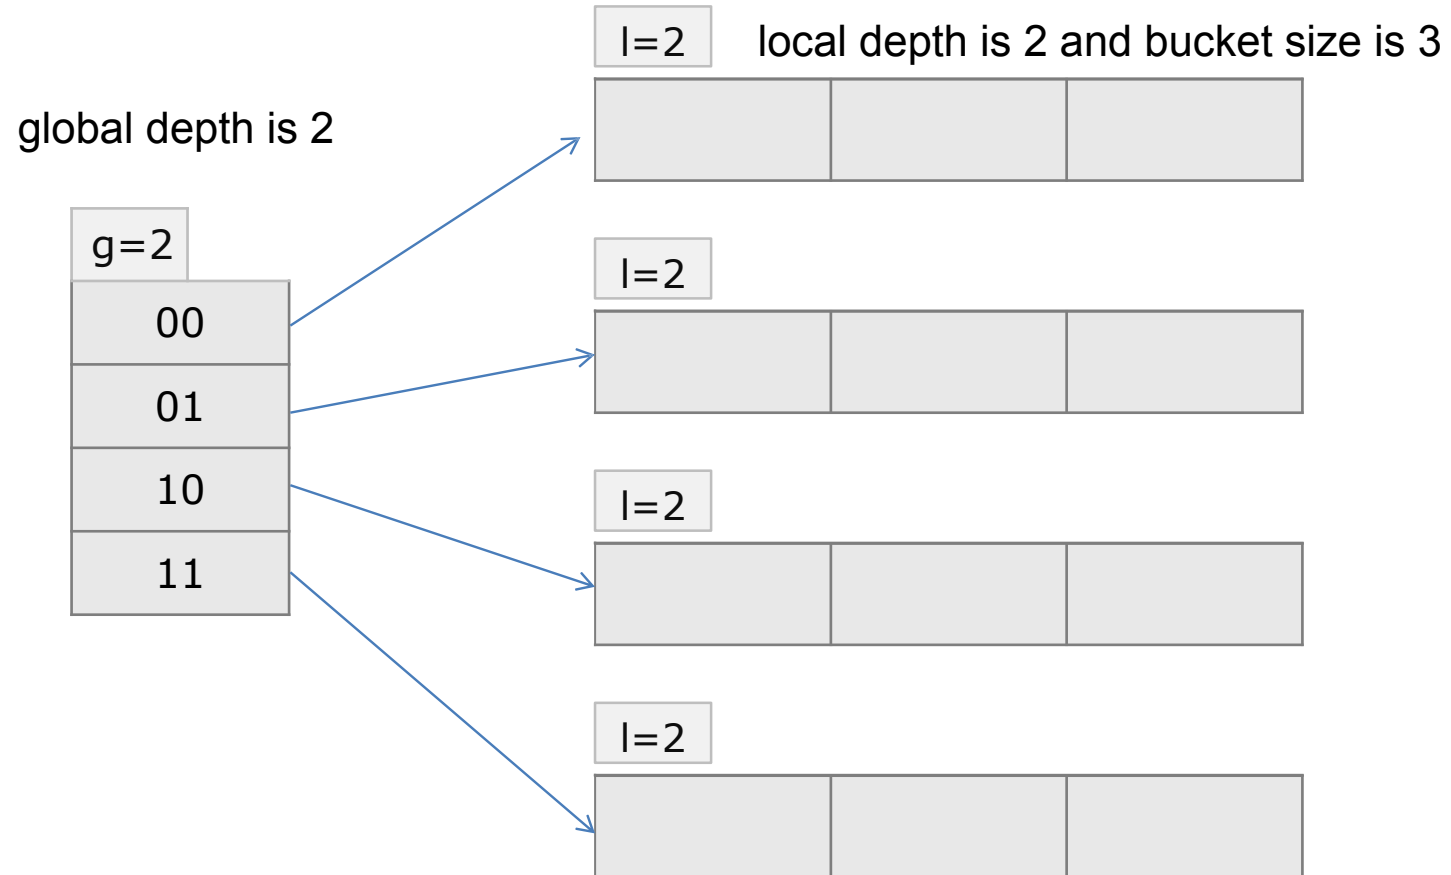 l=2
local depth is 2 and bucket size is 3
global depth is 2
g=2
00
01
10
11
l=2
l=2
l=2